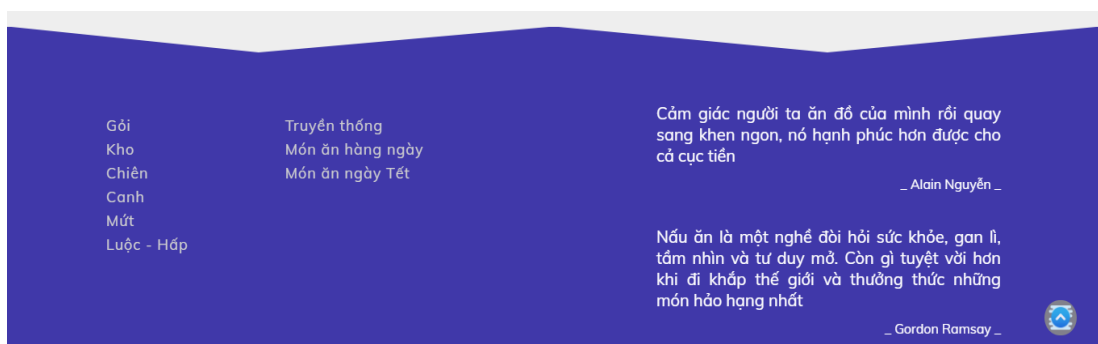 Gỏi
Kho
Chiên
Canh
Mứt
Luộc - Hấp
Truyền thống
Món ăn hàng ngày
Món ăn ngày Tết
Cảm giác người ta ăn đồ của mình rồi quay
sang khen ngon, nó hạnh phúc hơn được cho
cả cục tiền
_ Alain Nguyễn _
Nấu ăn là một nghề đòi hỏi sức khỏe, gan lì,
tầm nhìn và tư duy mở. Còn gì tuyệt vời hơn
khi đi khắp thế giới và thưởng thức những
món hảo hạng nhất
_ Gordon Ramsay _